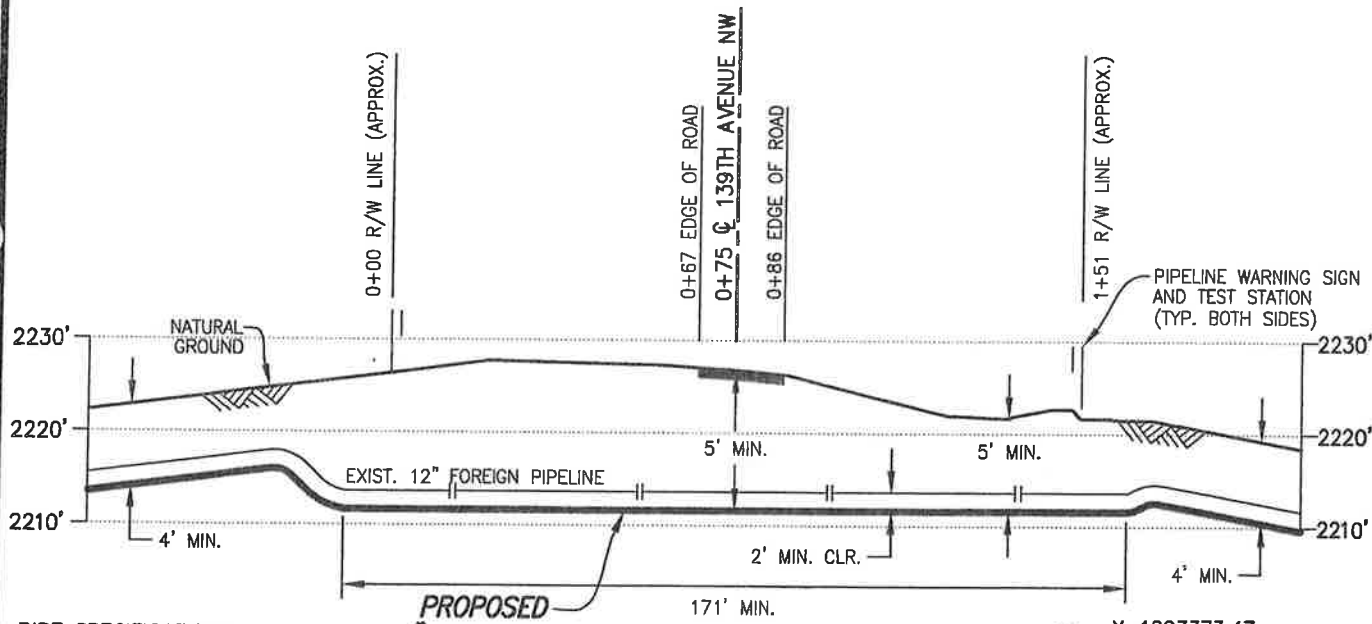 0+00 R/W LINE (APPROX.)
0+67 EDGE OF ROAD
0+75 ℄ 139TH AVENUE NW
0+86 EDGE OF ROAD
1+51 R/W LINE (APPROX.)
PIPELINE WARNING SIGN
AND TEST STATION
(TYP. BOTH SIDES)
NATURAL
GROUND
2230'
2230'
2220'
2220'
5' MIN.
5' MIN.
EXIST. 12" FOREIGN PIPELINE
2210'
2210'
4' MIN.
2' MIN. CLR.
4' MIN.
171' MIN.
PROPOSED